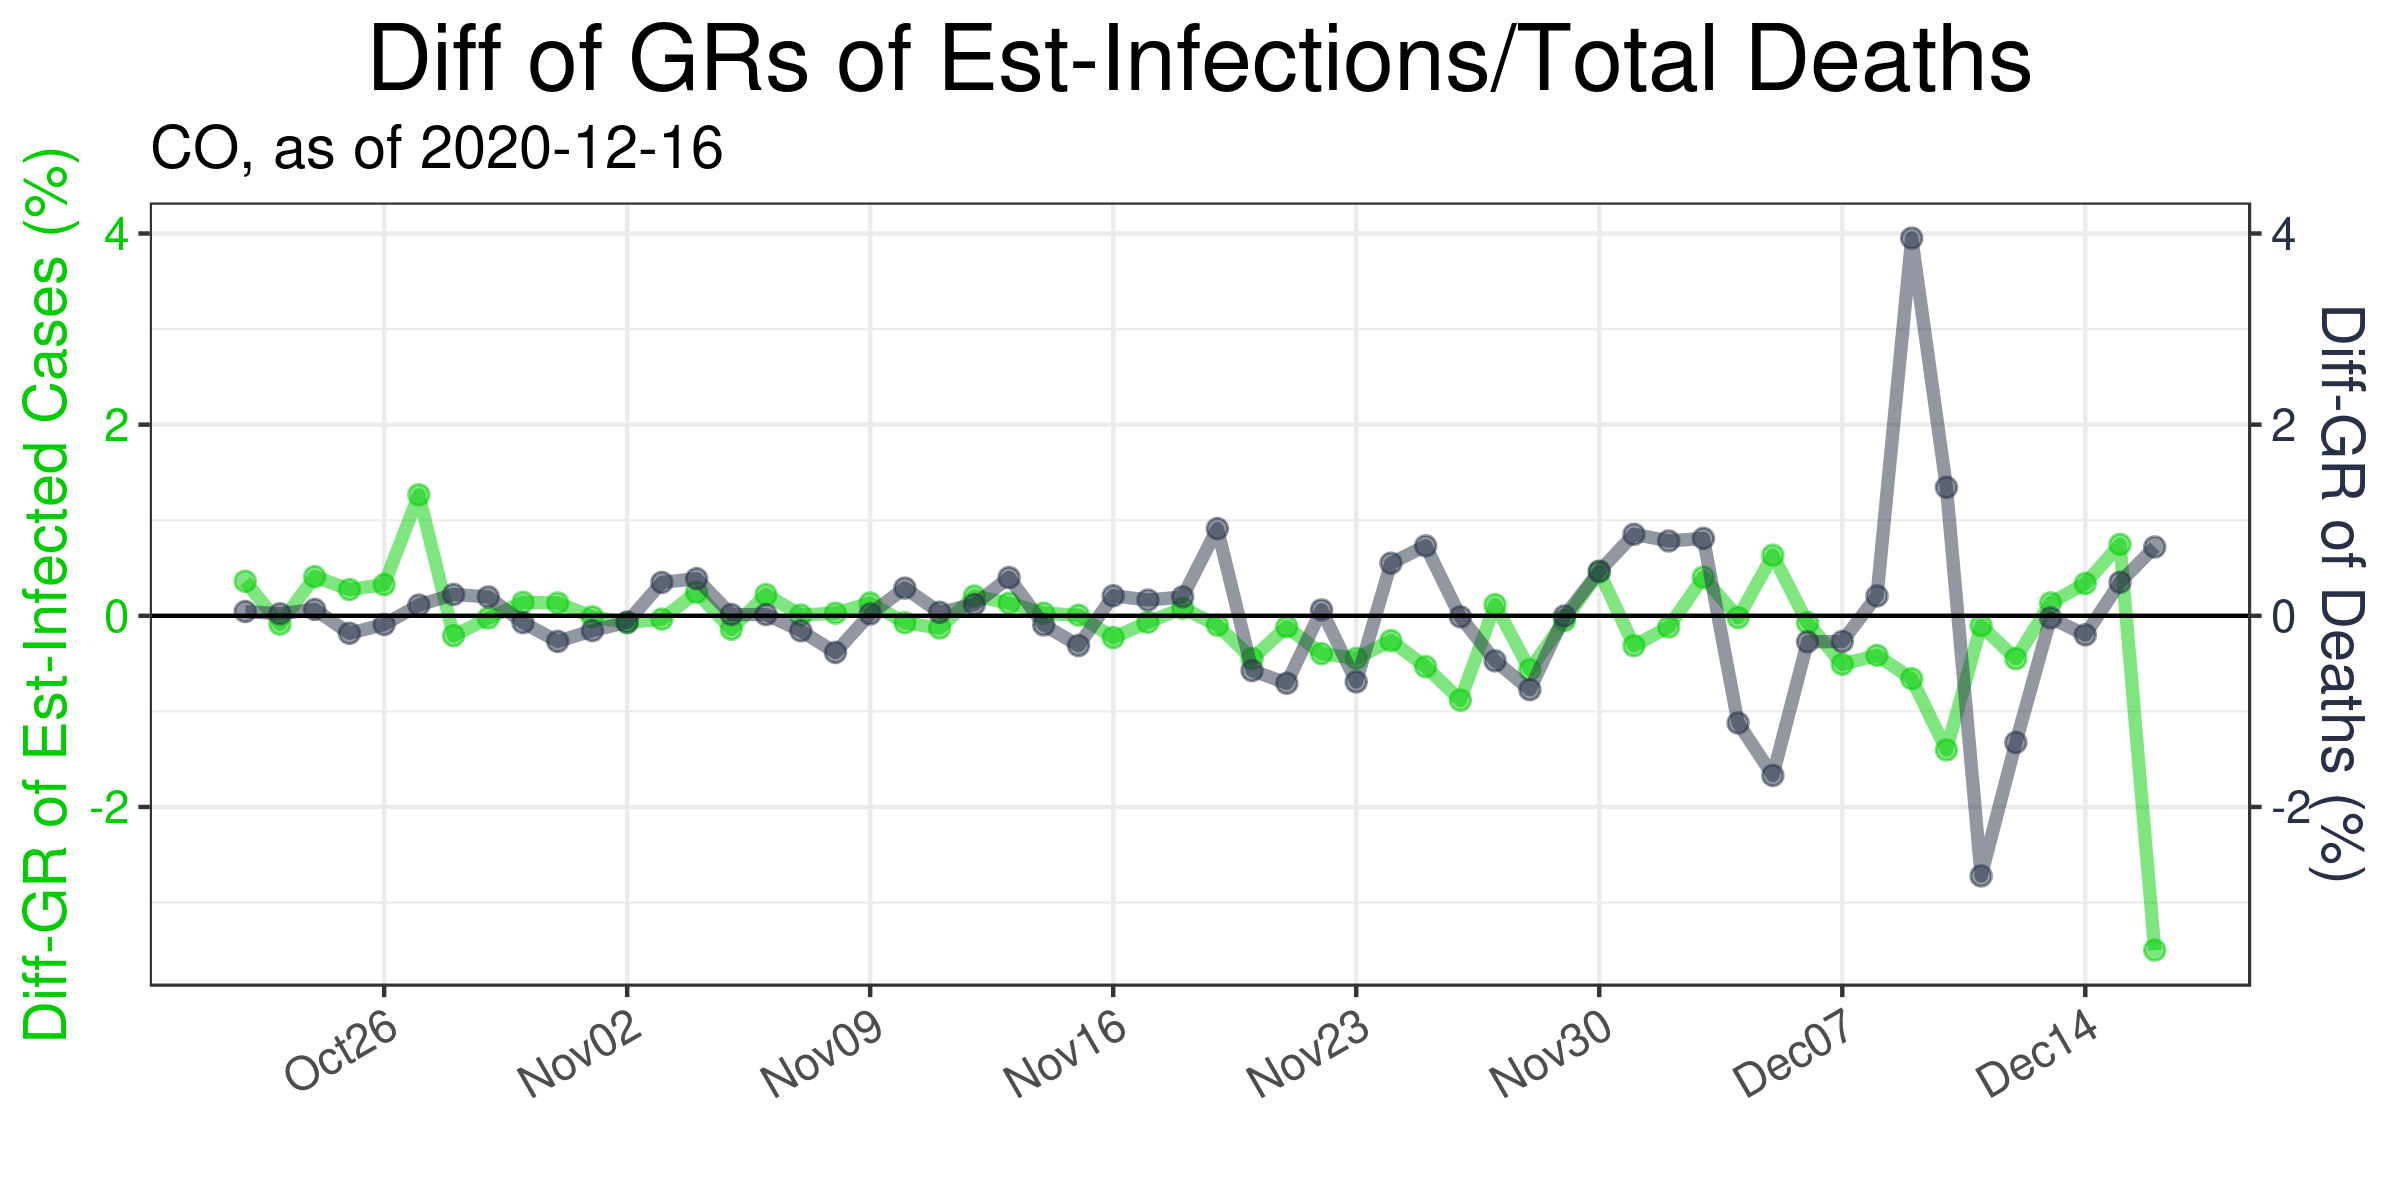 Diff of GRs of Est-Infections/Total Deaths
CO, as of 2020-12-16
Diff-GR of Est-Infected Cases (%)
4
2
0
-2
4
2
0
-2
Diff-GR of Deaths (%)
Oct26
Nov02
Nov09
Nov16
Nov23
Nov30
Dec07
Dec14